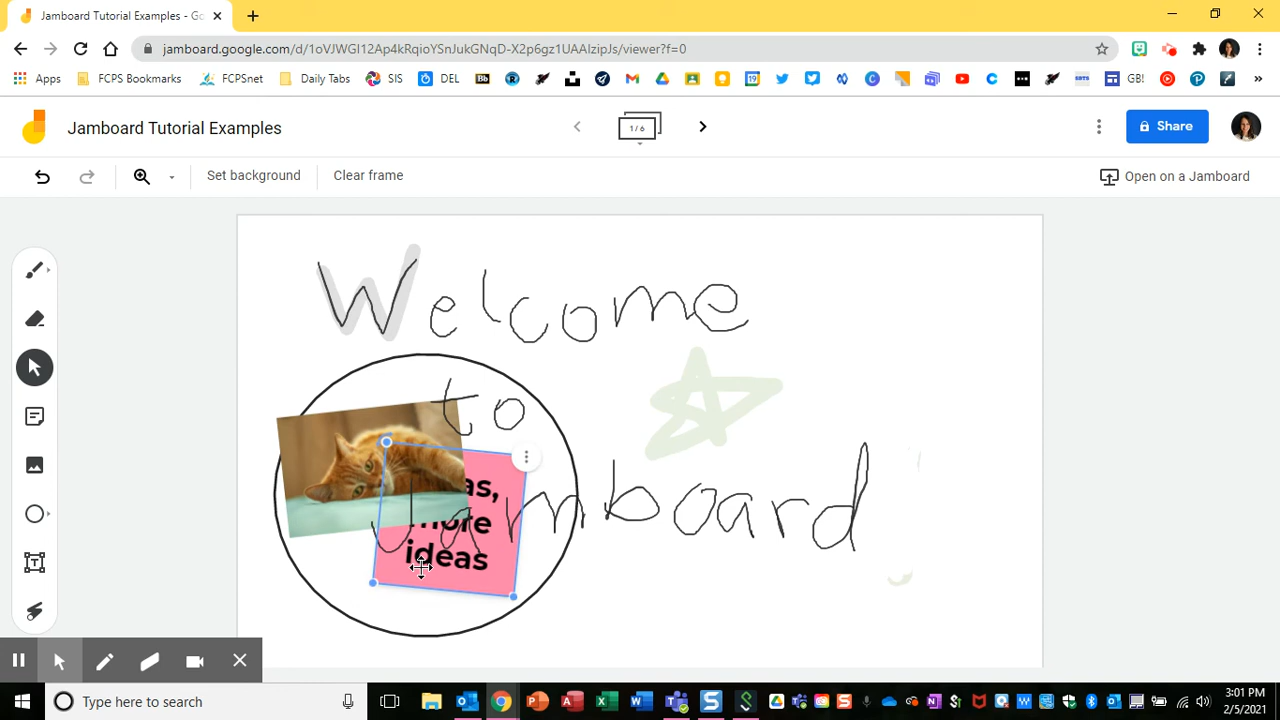 Jamboard Tutorial Examples - Go
jamboard.google.com/d/1oVJWGI12Ap4kRqioYSnJukGNqD-X2p6gz1UAAIzipJs/viewer?f=0
Apps
FCPS Bookmarks
FCPSnet
Daily Tabs
SIS
DEL
GB!
Jamboard Tutorial Examples
1 / 6
Share
Set background
Clear frame
Open on a Jamboard
Welcome
to
Jamboard
more
ideas
Type here to search
3:01 PM
2/5/2021